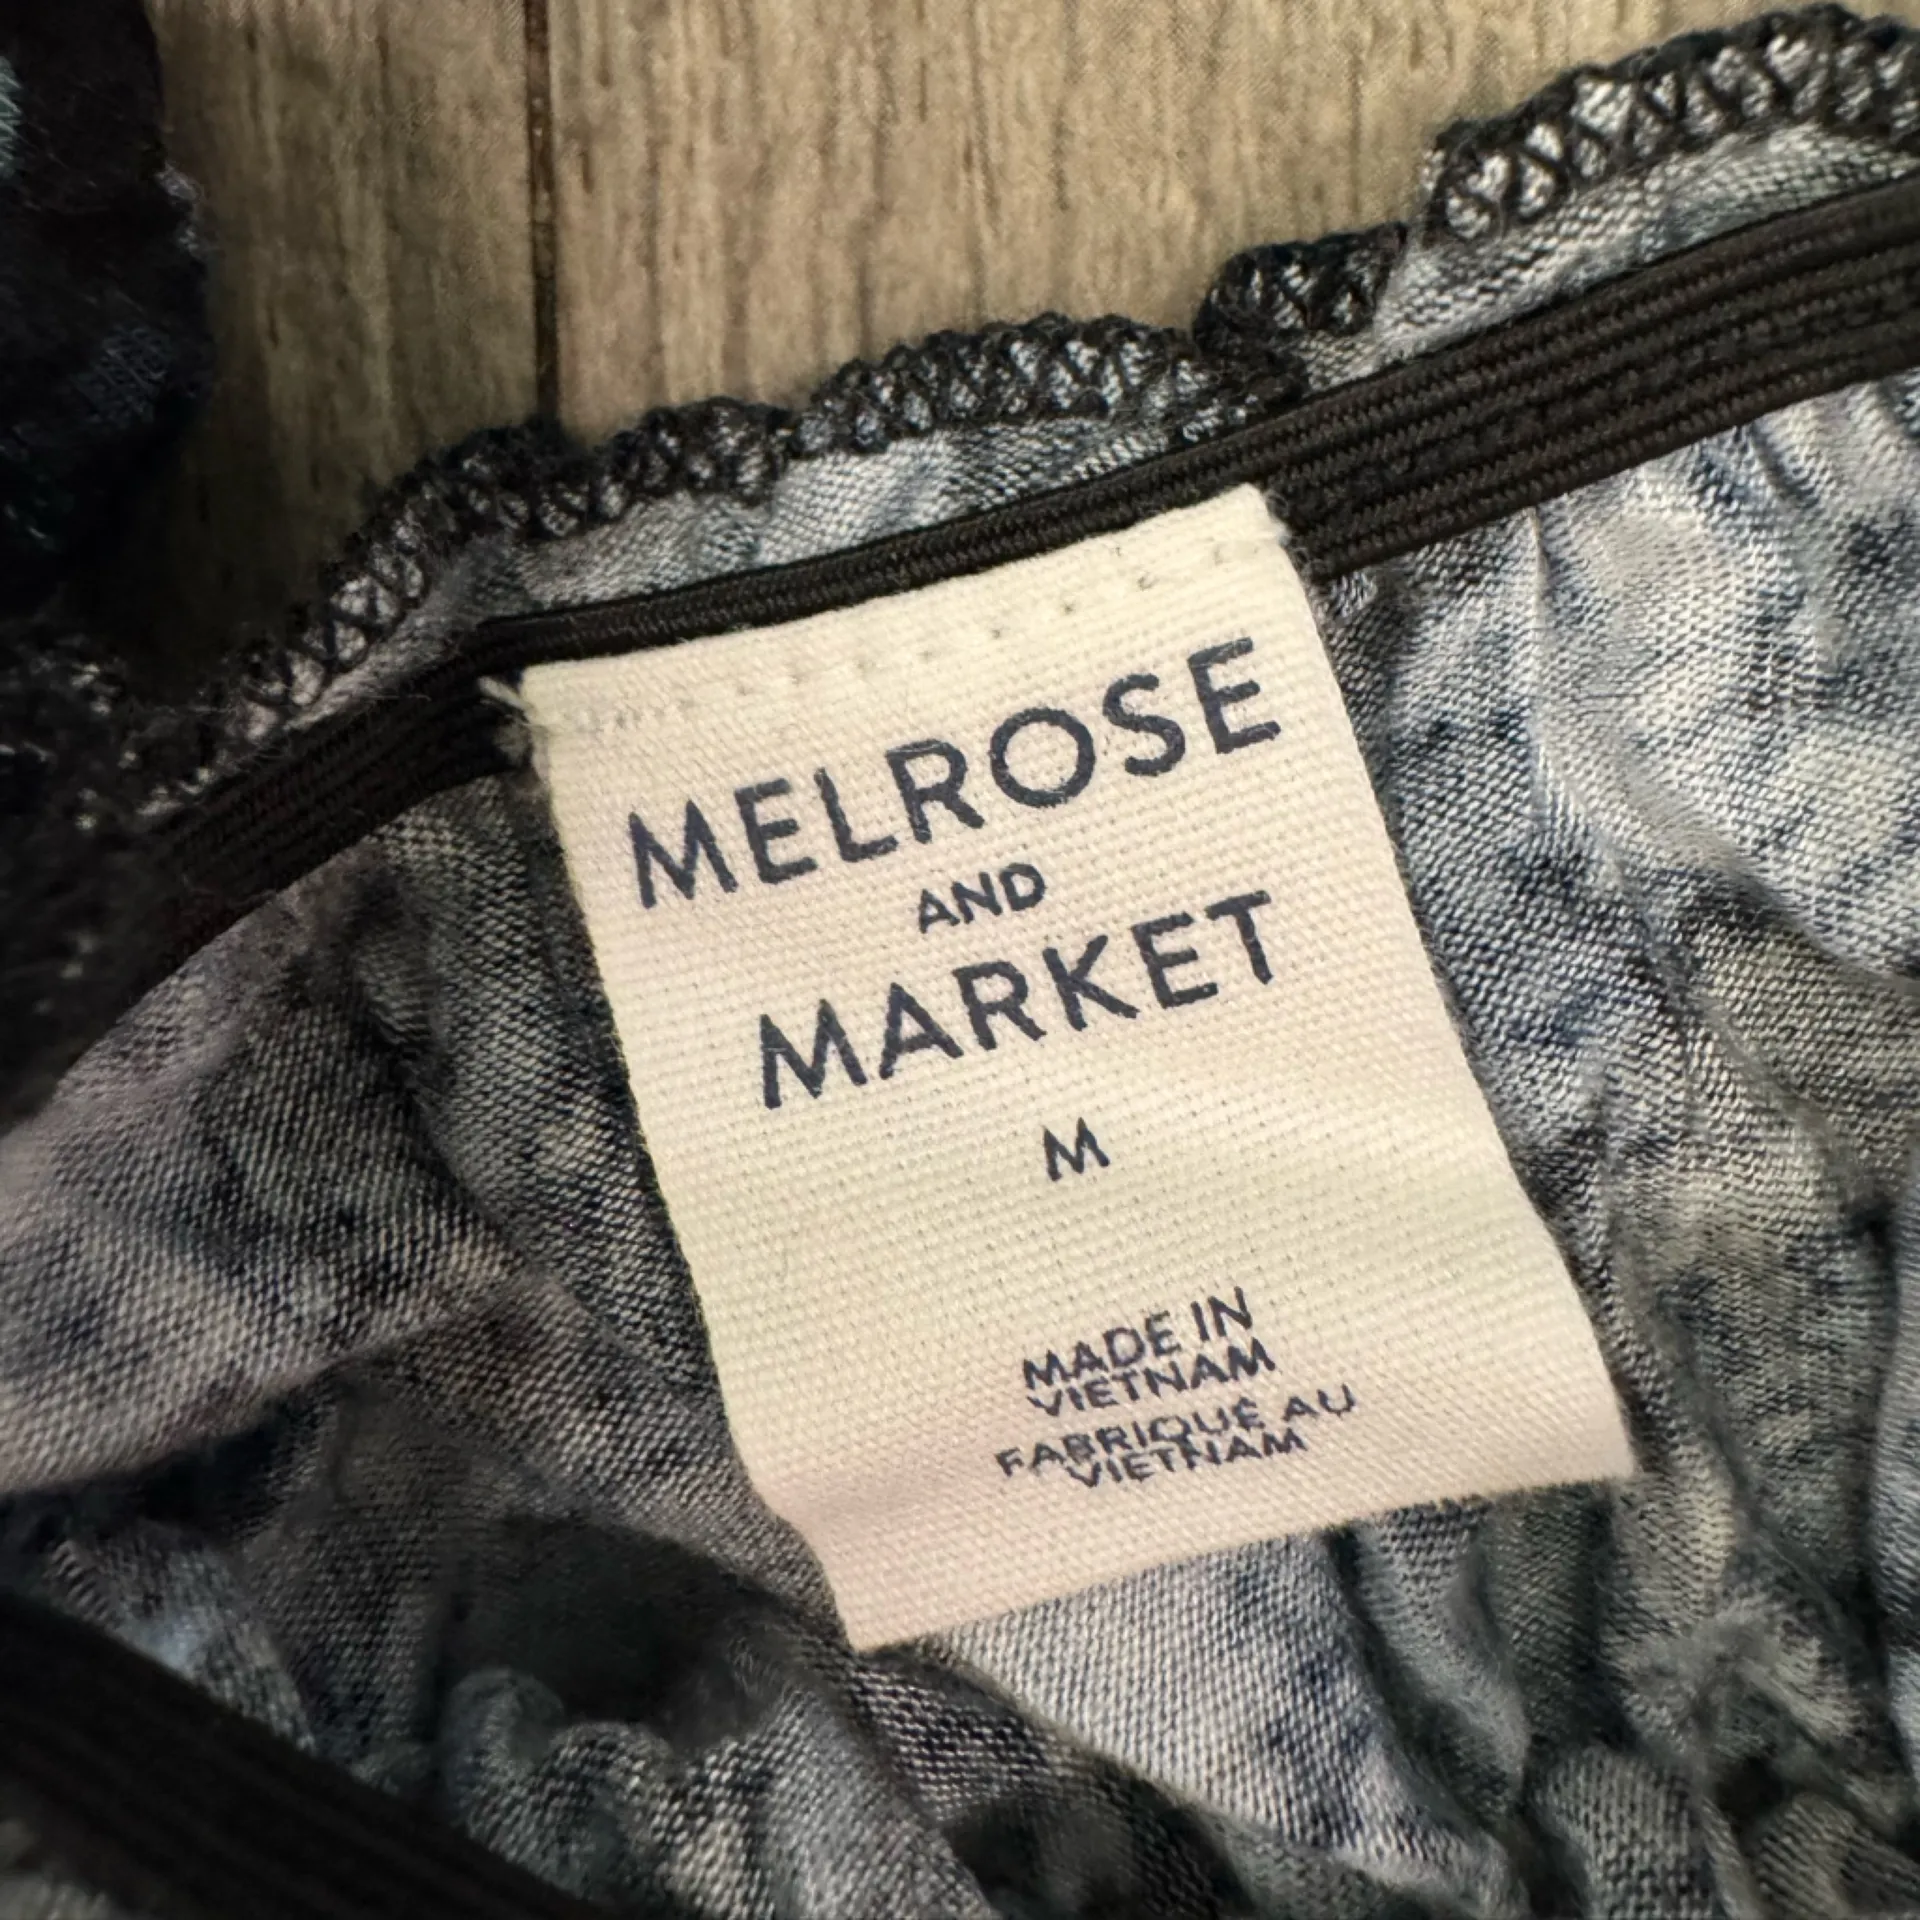 MELROSE
AND
MARKET
M
MADE IN
VIETNAM
FABRIQUÉ AU
VIETNAM